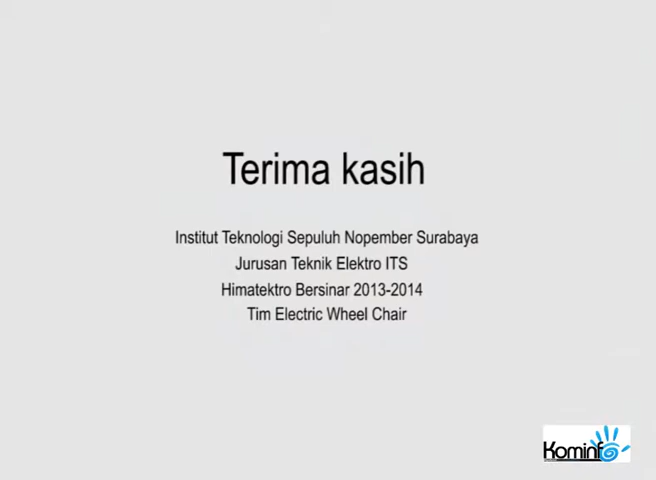 Terima kasih
Institut Teknologi Sepuluh Nopember Surabaya
Jurusan Teknik Elektro ITS
Himatektro Bersinar 2013-2014
Tim Electric Wheel Chair
Kominfo